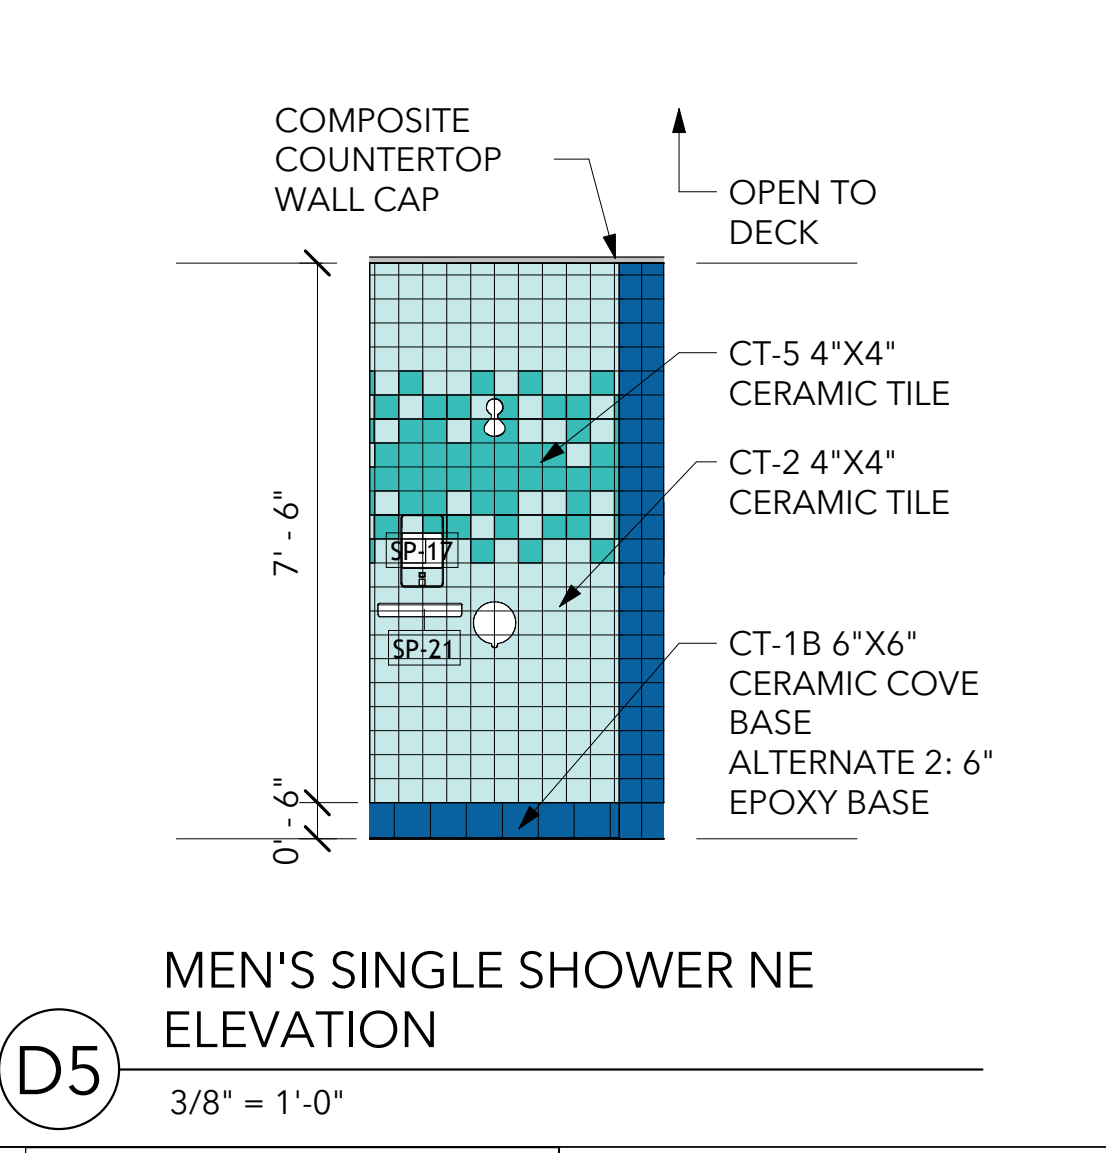 COMPOSITE
COUNTERTOP
WALL CAP
OPEN TO
DECK
CT-5 4"X4"
CERAMIC TILE
CT-2 4"X4"
CERAMIC TILE
7' - 6"
SP-17
SP-21
CT-1B 6"X6"
CERAMIC COVE
BASE
ALTERNATE 2: 6"
EPOXY BASE
0' - 6"
MEN'S SINGLE SHOWER NE
ELEVATION
D5
3/8" = 1'-0"